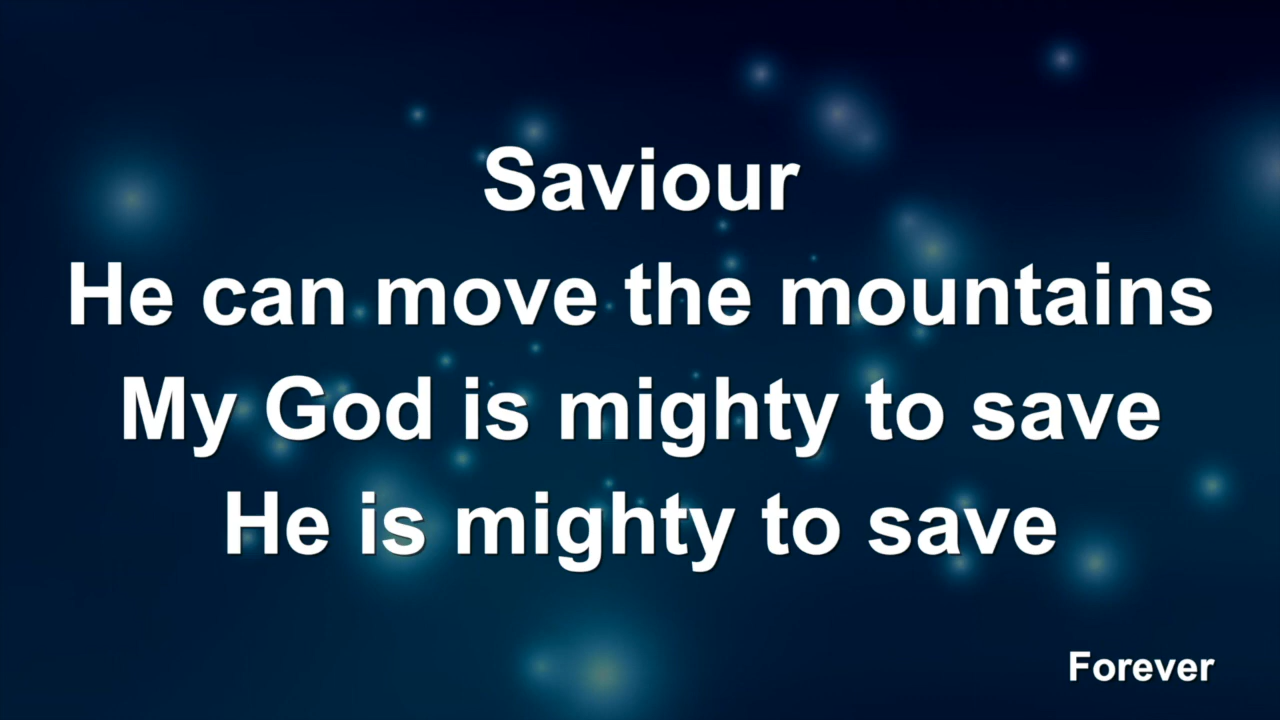 Saviour
He can move the mountains
My God is mighty to save
He is mighty to save
Forever